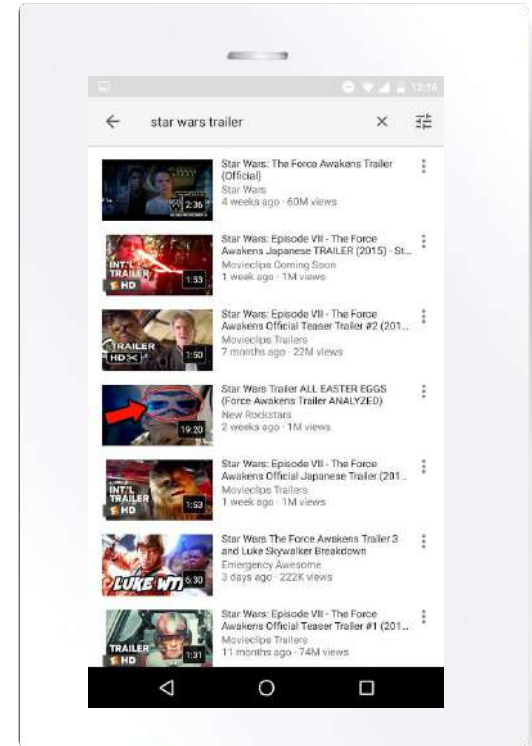 12:16
star wars trailer
Star Wars: The Force Awakens Trailer
(Official)
Star Wars
4 weeks ago · 60M views
2:36
Star Wars: Episode VII - The Force
Awakens Japanese TRAILER (2015) - St...
Movieclips Coming Soon
1 week ago · 1M views
INT'L
TRAILER
HD
1:53
Star Wars: Episode VII - The Force
Awakens Official Teaser Trailer #2 (201...
Movieclips Trailers
7 months ago · 22M views
TRAILER
HD
1:50
Star Wars Trailer ALL EASTER EGGS
(Force Awakens Trailer ANALYZED)
New Rockstars
2 weeks ago · 1M views
19:20
Star Wars: Episode VII - The Force
Awakens Official Japanese Trailer (201...
Movieclips Trailers
1 week ago · 1M views
INT'L
TRAILER
HD
1:53
Star Wars The Force Awakens Trailer 3
and Luke Skywalker Breakdown
Emergency Awesome
3 days ago · 222K views
LUKE WTF
6:30
Star Wars: Episode VII - The Force
Awakens Official Teaser Trailer #1 (201...
Movieclips Trailers
11 months ago · 74M views
TRAILER
HD
1:31